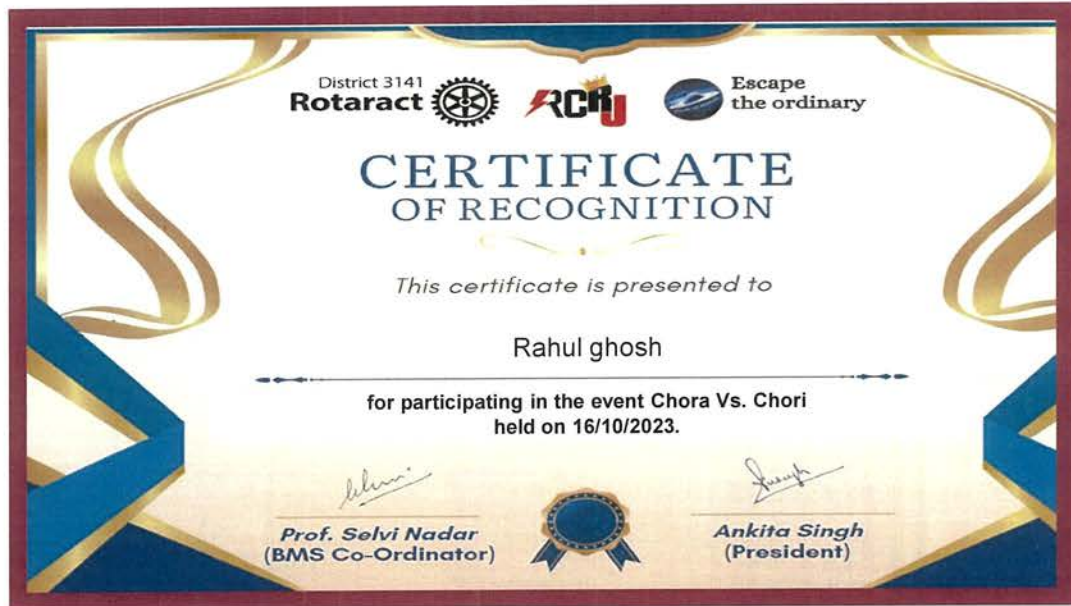 District 3141
Rotaract
RCRJ
Escape
the ordinary
CERTIFICATE
OF RECOGNITION
This certificate is presented to
Rahul ghosh
for participating in the event Chora Vs. Chori
held on 16/10/2023.
Prof. Selvi Nadar
(BMS Co-Ordinator)
Ankita Singh
(President)